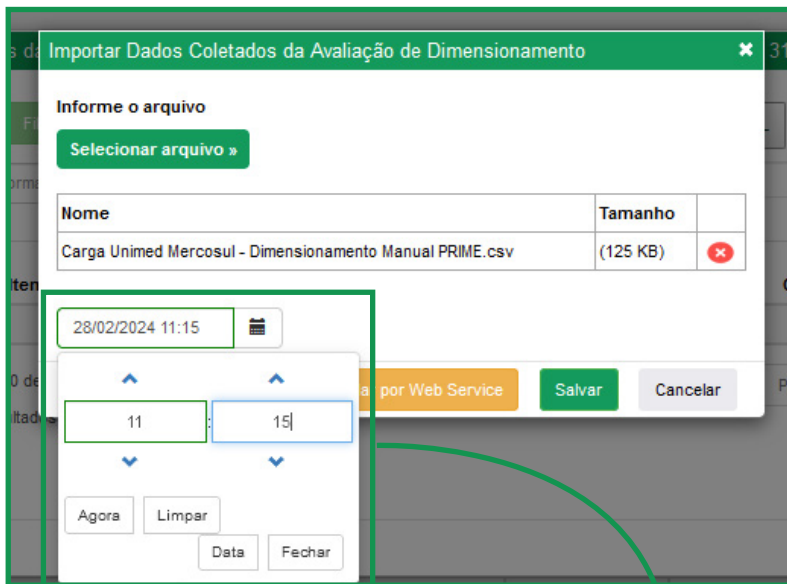 Importar Dados Coletados da Avaliação de Dimensionamento
31
Informe o arquivo
Selecionar arquivo »
Nome Tamanho
Carga Unimed Mercosul - Dimensionamento Manual PRIME.csv (125 KB)
28/02/2024 11:15
por Web Service Salvar Cancelar
11 : 15
Agora Limpar
Data Fechar